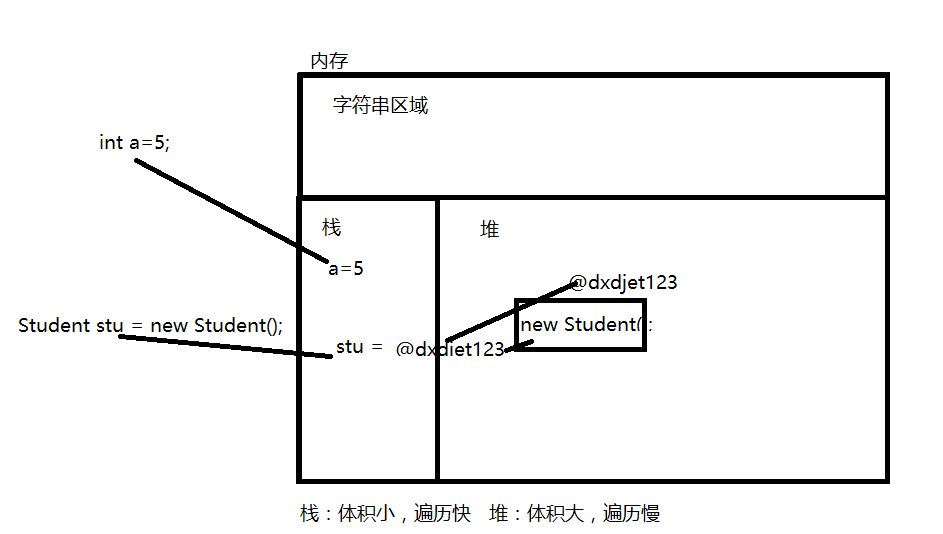 内存
字符串区域
int a=5;
栈
堆
a=5
@dxdjet123
Student stu = new Student();
new Student();
stu = @dxdjet123
栈：体积小，遍历快 堆：体积大，遍历慢